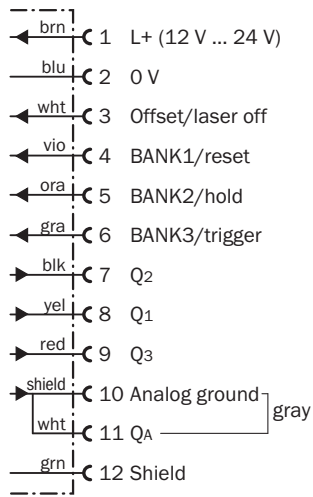 brn 1 L+ (12 V ... 24 V)
blu 2 0 V
wht 3 Offset/laser off
vio 4 BANK1/reset
ora 5 BANK2/hold
gra 6 BANK3/trigger
blk 7 Q2
yel 8 Q1
red 9 Q3
shield 10 Analog ground
gray
wht 11 QA
grn 12 Shield